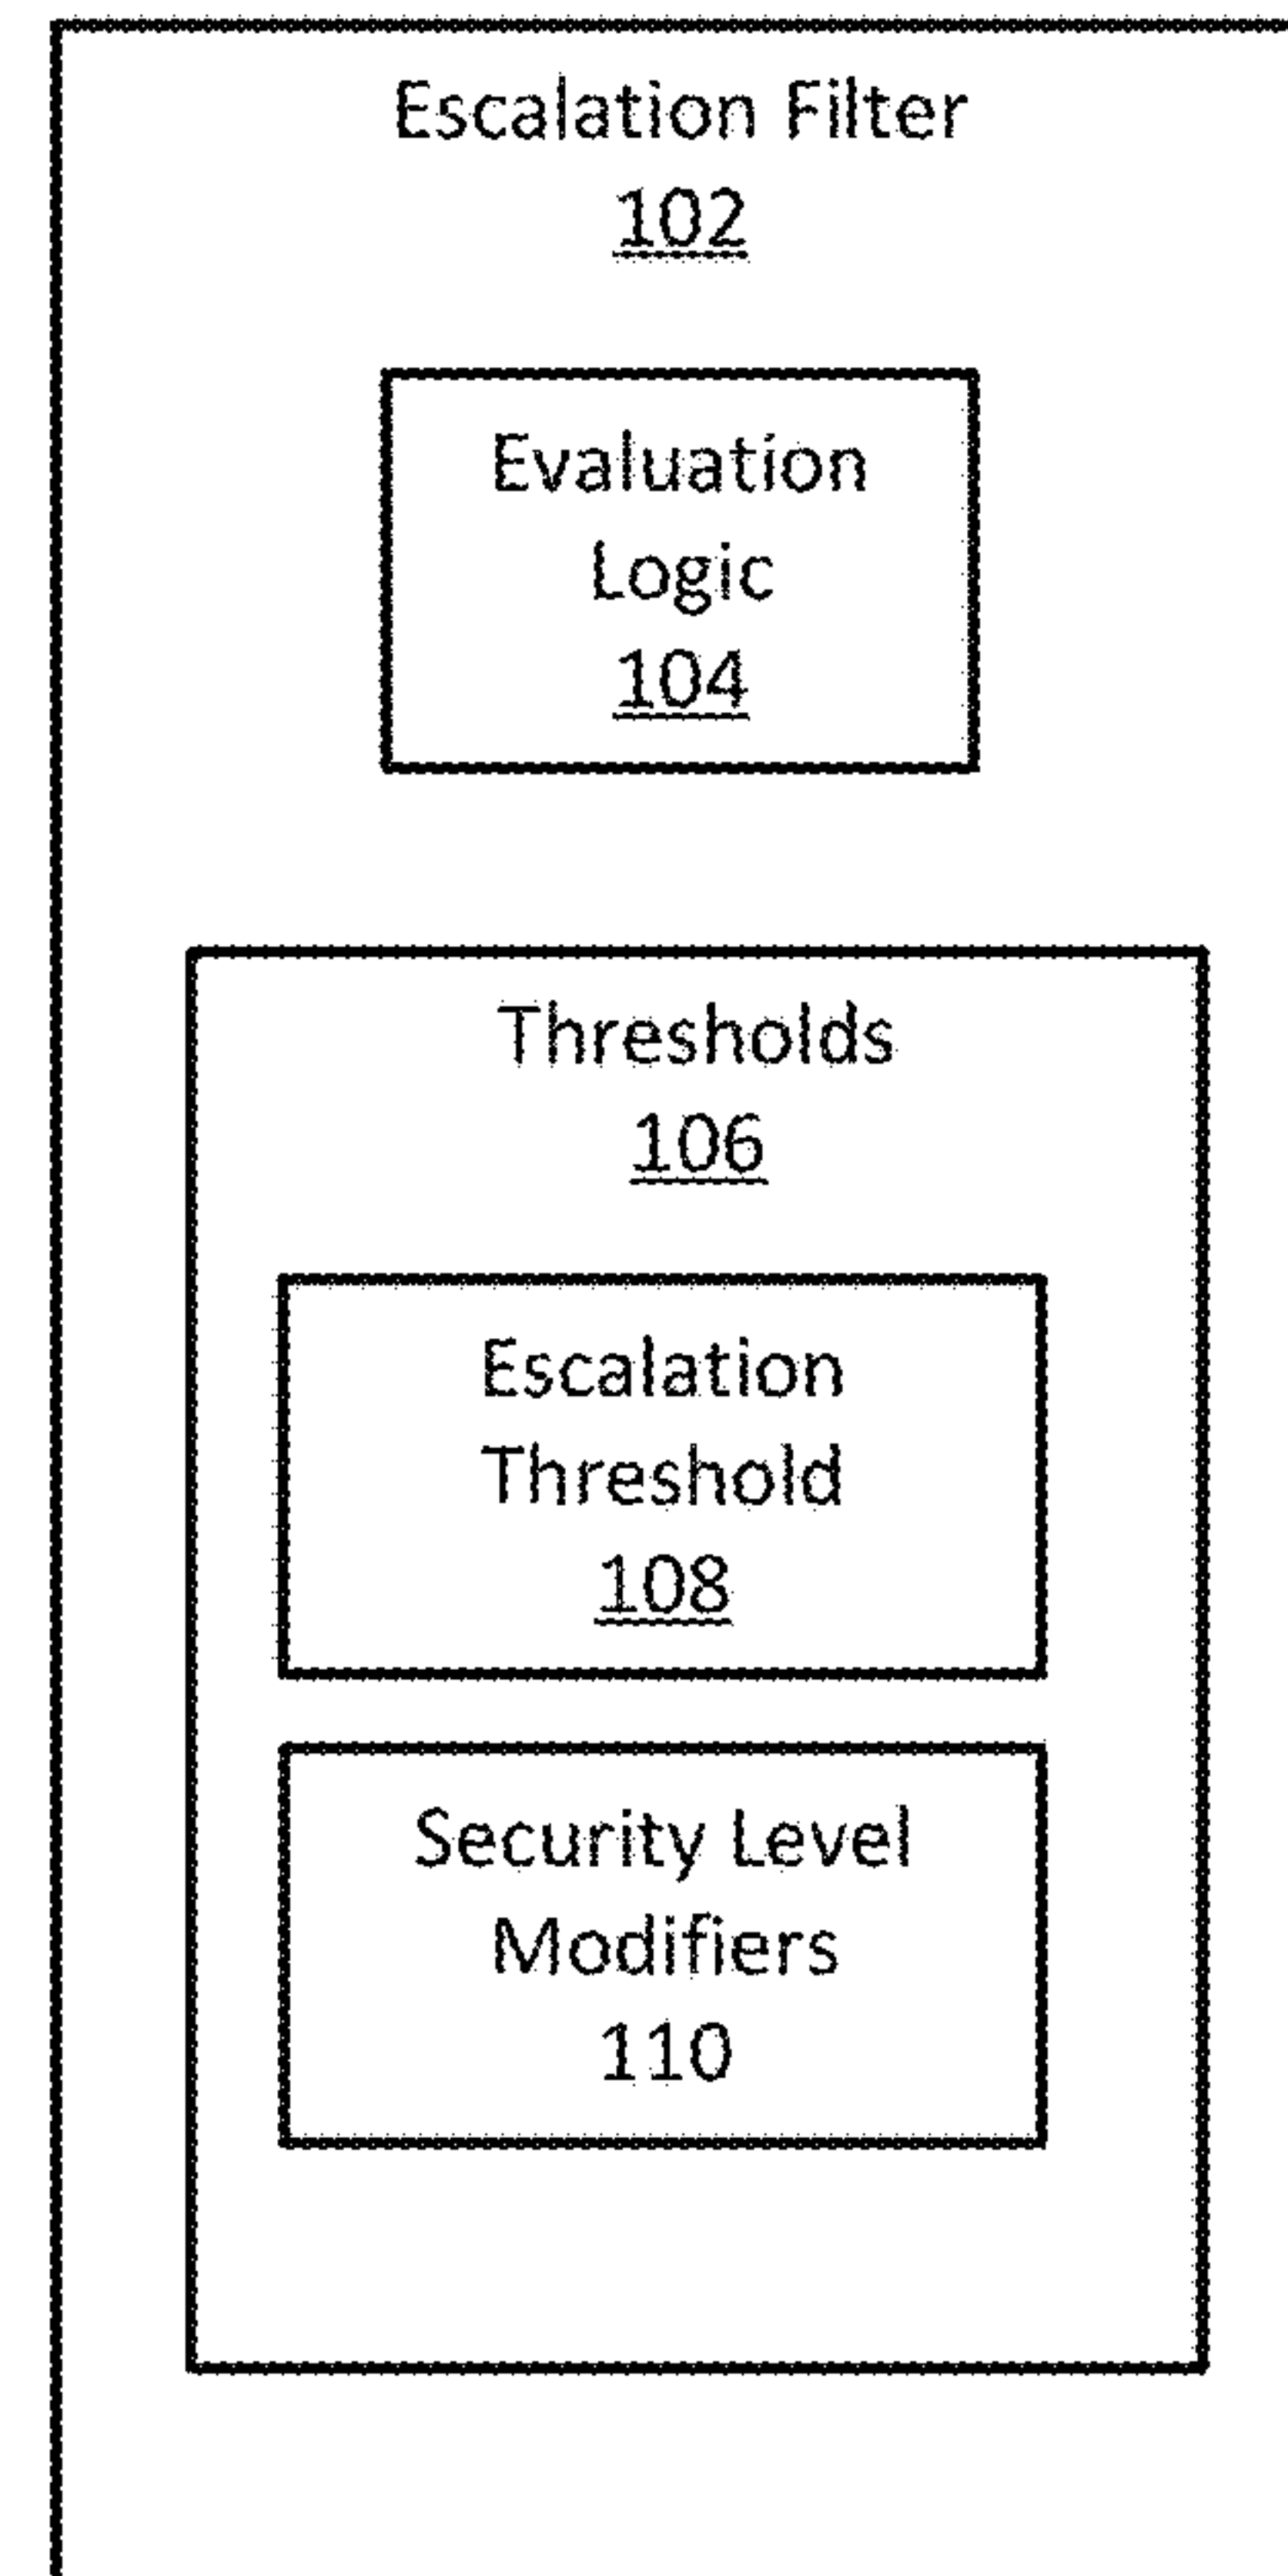 Escalation Filter
102
Evaluation
Logic
104
Thresholds
106
Escalation
Threshold
108
Security Level
Modifiers
110